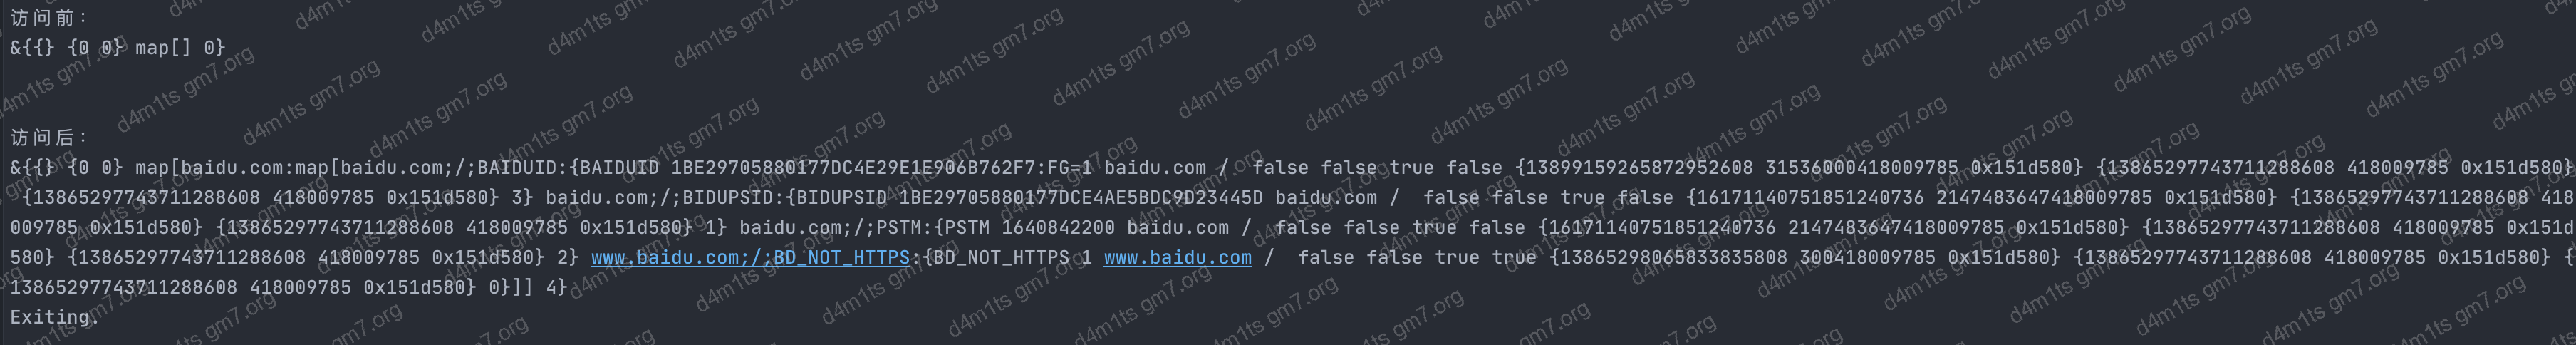 访问前：
&{{} {0 0} map[] 0}
访问后：
&{{} {0 0} map[baidu.com:map[baidu.com;/;BAIDUID:{BAIDUID 1BE29705880177DC4E29E1E906B762F7:FG=1 baidu.com /  false false true false {13899159265872952608 31536000418009785 0x151d580} {13865297743711288608 418009785 0x151d580}
{13865297743711288608 418009785 0x151d580} 3} baidu.com;/;BIDUPSID:{BIDUPSID 1BE29705880177DCE4AE5BDC9D23445D baidu.com /  false false true false {16171140751851240736 2147483647418009785 0x151d580} {13865297743711288608 418
009785 0x151d580} {13865297743711288608 418009785 0x151d580} 1} baidu.com;/;PSTM:{PSTM 1640842200 baidu.com /  false false true false {16171140751851240736 2147483647418009785 0x151d580} {13865297743711288608 418009785 0x151d
580} {13865297743711288608 418009785 0x151d580} 2} www.baidu.com;/;BD_NOT_HTTPS:{BD_NOT_HTTPS 1 www.baidu.com /  false false true true {13865298065833835808 300418009785 0x151d580} {13865297743711288608 418009785 0x151d580} {
13865297743711288608 418009785 0x151d580} 0}]] 4}
Exiting.
d4m1ts gm7.org